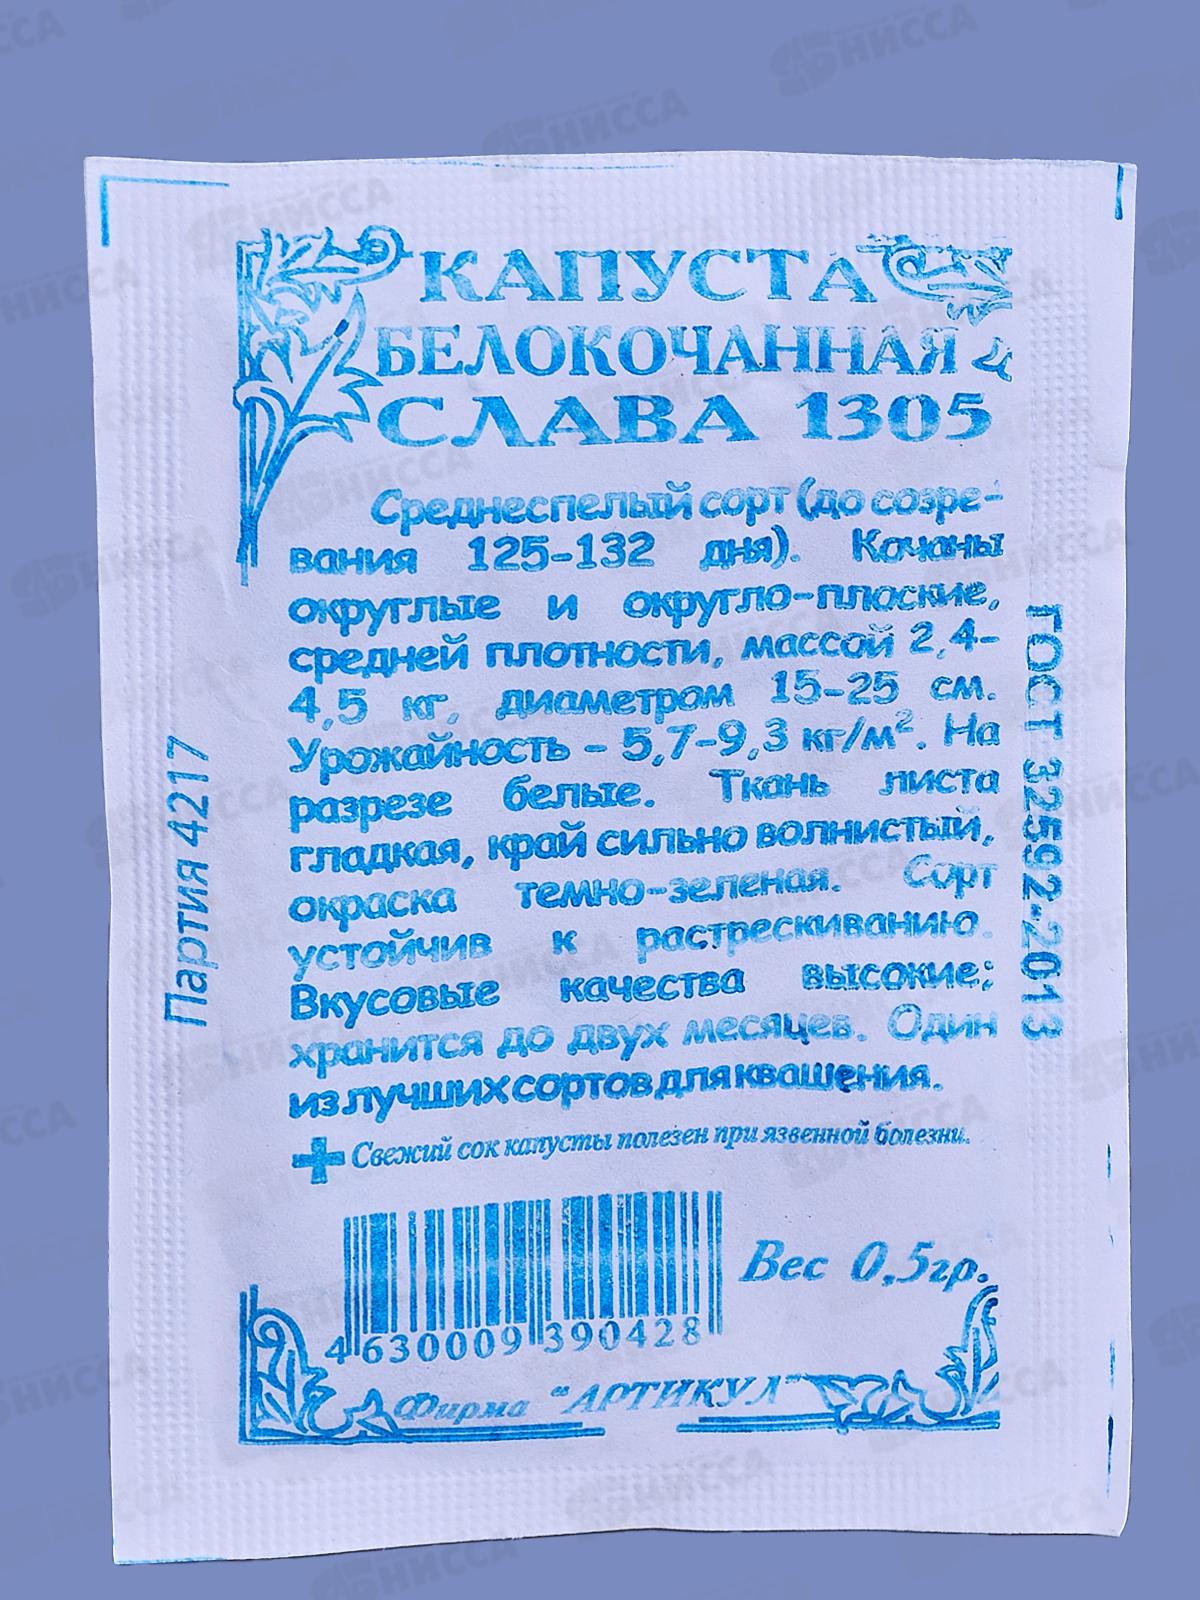 КАПУСТА
БЕЛОКОЧАННАЯ
СЛАВА 1305
Среднеспелый сорт (до созре-
вания 125-132 дня). Кочаны
округлые и округло-плоские,
средней плотности, массой 2,4-
4,5 кг, диаметром 15-25 см.
Урожайность - 5,7-9,3 кг/м². На
разрезе белые. Ткань листа
гладкая, край сильно волнистый,
окраска темно-зеленая. Сорт
устойчив к растрескиванию.
Вкусовые качества высокие;
хранится до двух месяцев. Один
из лучших сортов для квашения.
Свежий сок капусты полезен при язвенной болезни.
Вес 0,5гр.
4 630009 390428
Фирма "АРТИКУЛ"
Партия 4217
ГОСТ 32592-2013
НИССА